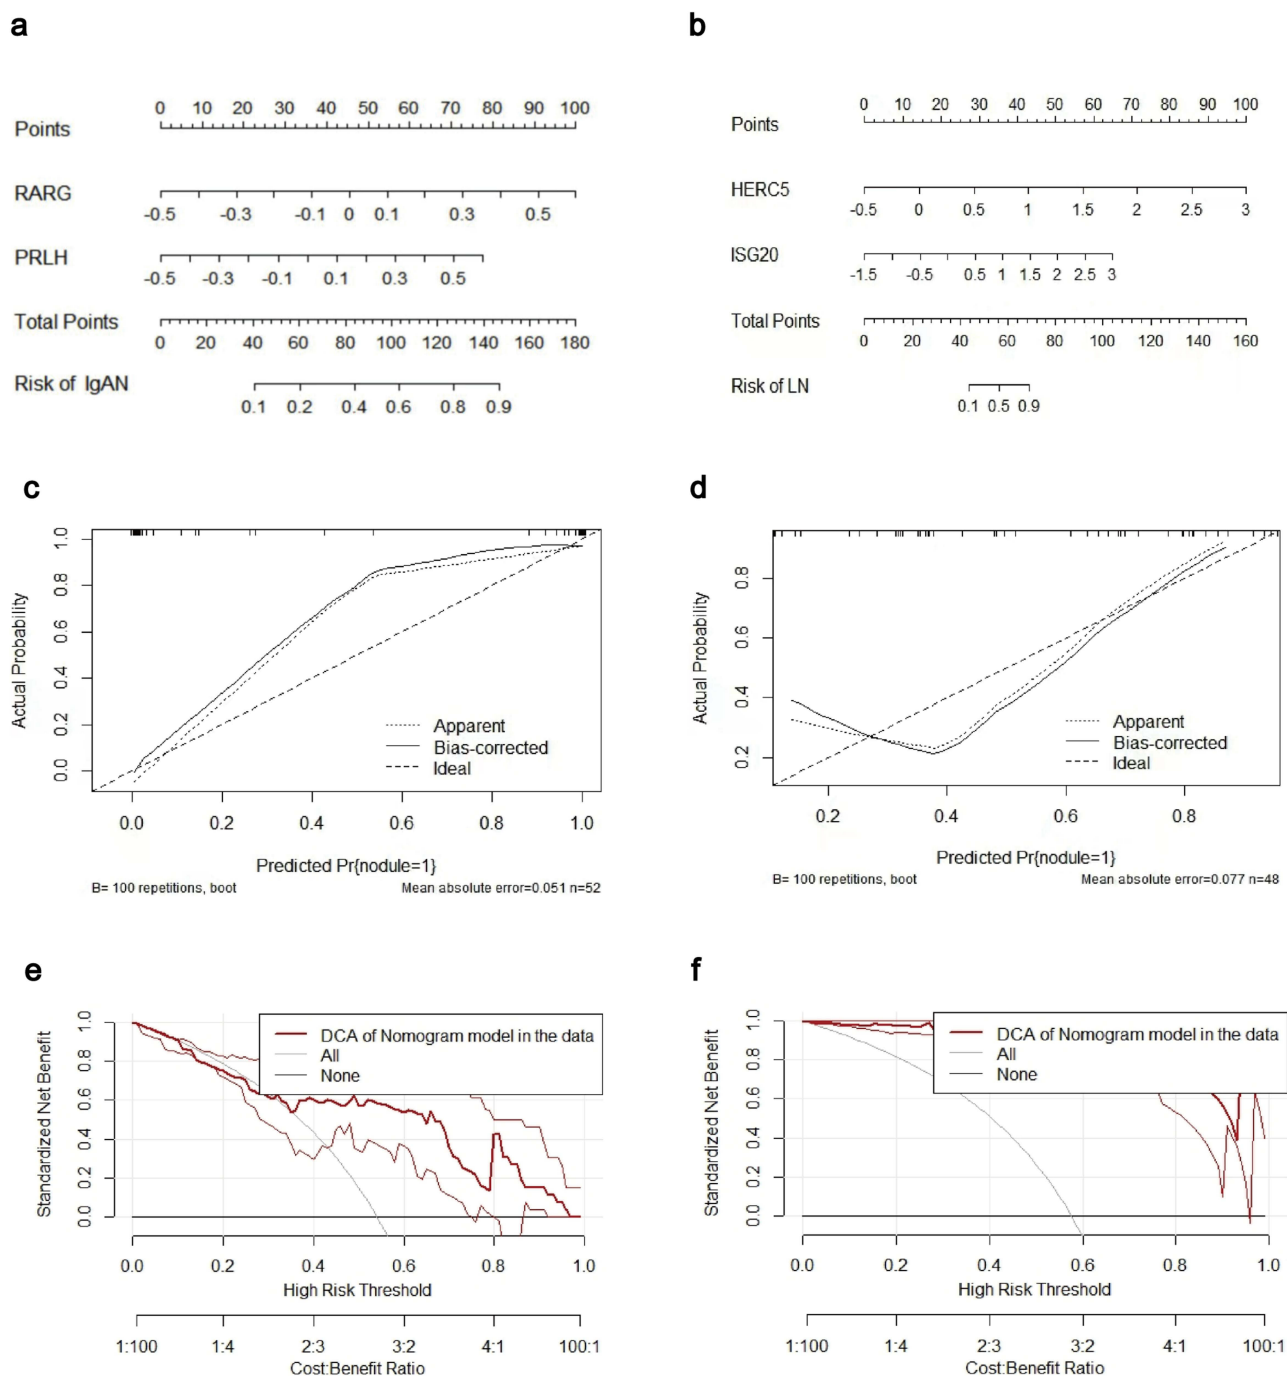 a
0 10 20 30 40 50 60 70 80 90 100
Points
RARG
-0.5 -0.3 -0.1 0 0.1 0.3 0.5
PRLH
-0.5 -0.3 -0.1 0.1 0.3 0.5
Total Points
0 20 40 60 80 100 120 140 160 180
Risk of IgAN
0.1 0.2 0.4 0.6 0.8 0.9
b
0 10 20 30 40 50 60 70 80 90 100
Points
HERC5
-0.5 0 0.5 1 1.5 2 2.5 3
ISG20
-1.5 -0.5 0.5 1 1.5 2 2.5 3
Total Points
0 20 40 60 80 100 120 140 160
Risk of LN
0.1 0.5 0.9
c
Actual Probability
0.0 0.2 0.4 0.6 0.8 1.0
Apparent
Bias-corrected
Ideal
0.0 0.2 0.4 0.6 0.8 1.0
Predicted Pr{nodule=1}
B= 100 repetitions, boot
Mean absolute error=0.051 n=52
d
Actual Probability
0.2 0.4 0.6 0.8
Apparent
Bias-corrected
Ideal
0.2 0.4 0.6 0.8
Predicted Pr{nodule=1}
B= 100 repetitions, boot
Mean absolute error=0.077 n=48
e
Standardized Net Benefit
0.0 0.2 0.4 0.6 0.8 1.0
DCA of Nomogram model in the data
All
None
0.0 0.2 0.4 0.6 0.8 1.0
High Risk Threshold
1:100 1:4 2:3 3:2 4:1 100:1
Cost:Benefit Ratio
f
Standardized Net Benefit
0.0 0.2 0.4 0.6 0.8 1.0
DCA of Nomogram model in the data
All
None
0.0 0.2 0.4 0.6 0.8 1.0
High Risk Threshold
1:100 1:4 2:3 3:2 4:1 100:1
Cost:Benefit Ratio